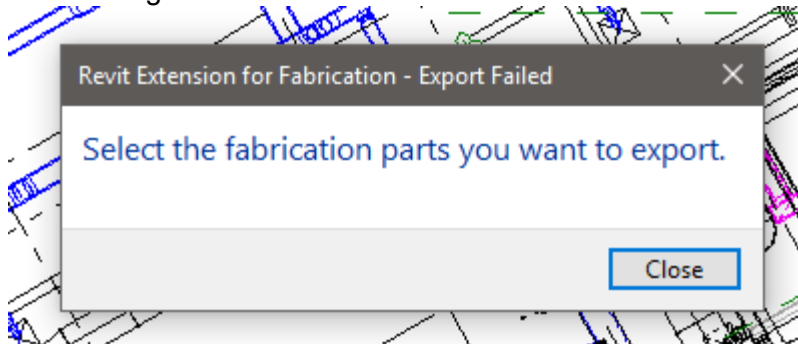 Revit Extension for Fabrication - Export Failed
Select the fabrication parts you want to export.
Close